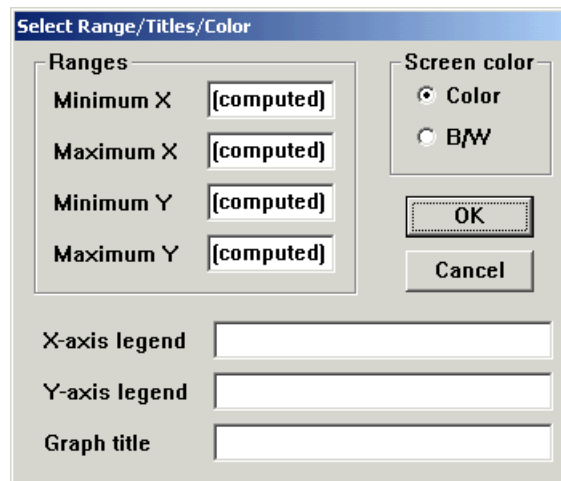 Select Range/Titles/Color
Ranges
Minimum X (computed)
Maximum X (computed)
Minimum Y (computed)
Maximum Y (computed)
Screen color
Color
B/W
OK
Cancel
X-axis legend
Y-axis legend
Graph title